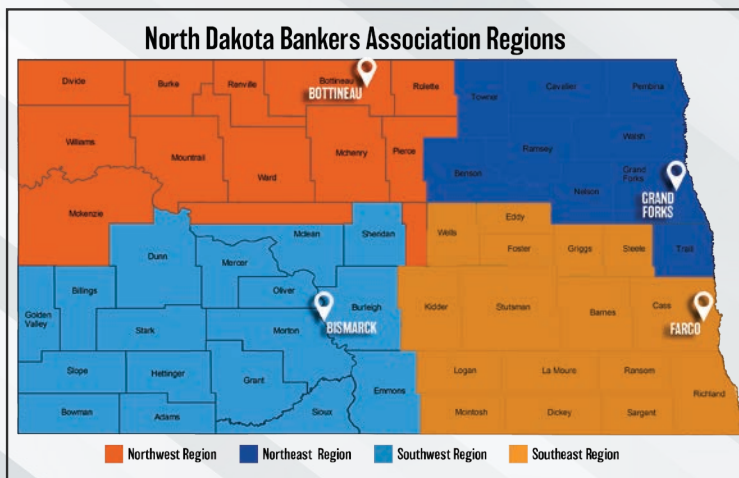 North Dakota Bankers Association Regions
Divide
Burke
Renville
Bottineau
Rolette
BOTTINEAU
Towner
Cavalier
Pembina
Williams
Mountrail
Ward
Mchenry
Pierce
Benson
Ramsey
Walsh
Nelson
Grand
Forks
GRAND
FORKS
Mckenzie
Dunn
Mclean
Sheridan
Wells
Eddy
Foster
Griggs
Steele
Traill
Mercer
Billings
Golden
Valley
Oliver
Burleigh
BISMARCK
Kidder
Stutsman
Barnes
Cass
FARGO
Stark
Morton
Slope
Hettinger
Grant
Emmons
Logan
La Moure
Ransom
Richland
Bowman
Adams
Sioux
Mcintosh
Dickey
Sargent
Northwest Region
Northeast Region
Southwest Region
Southeast Region